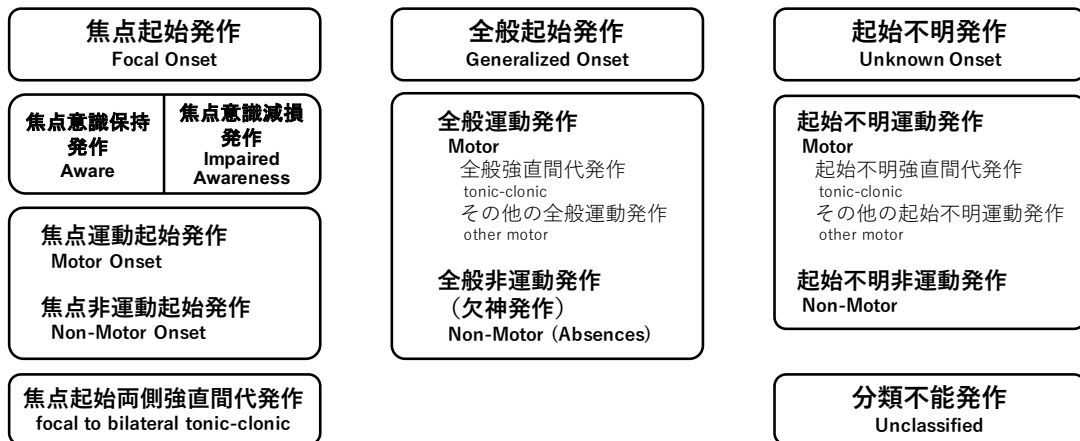 焦点起始発作
Focal Onset
焦点意識保持
発作
Aware
焦点意識減損
発作
Impaired
Awareness
焦点運動起始発作
Motor Onset
焦点非運動起始発作
Non-Motor Onset
焦点起始両側強直間代発作
focal to bilateral tonic-clonic
全般起始発作
Generalized Onset
全般運動発作
Motor
全般強直間代発作
tonic-clonic
その他の全般運動発作
other motor
全般非運動発作
（欠神発作）
Non-Motor (Absences)
起始不明発作
Unknown Onset
起始不明運動発作
Motor
起始不明強直間代発作
tonic-clonic
その他の起始不明運動発作
other motor
起始不明非運動発作
Non-Motor
分類不能発作
Unclassified